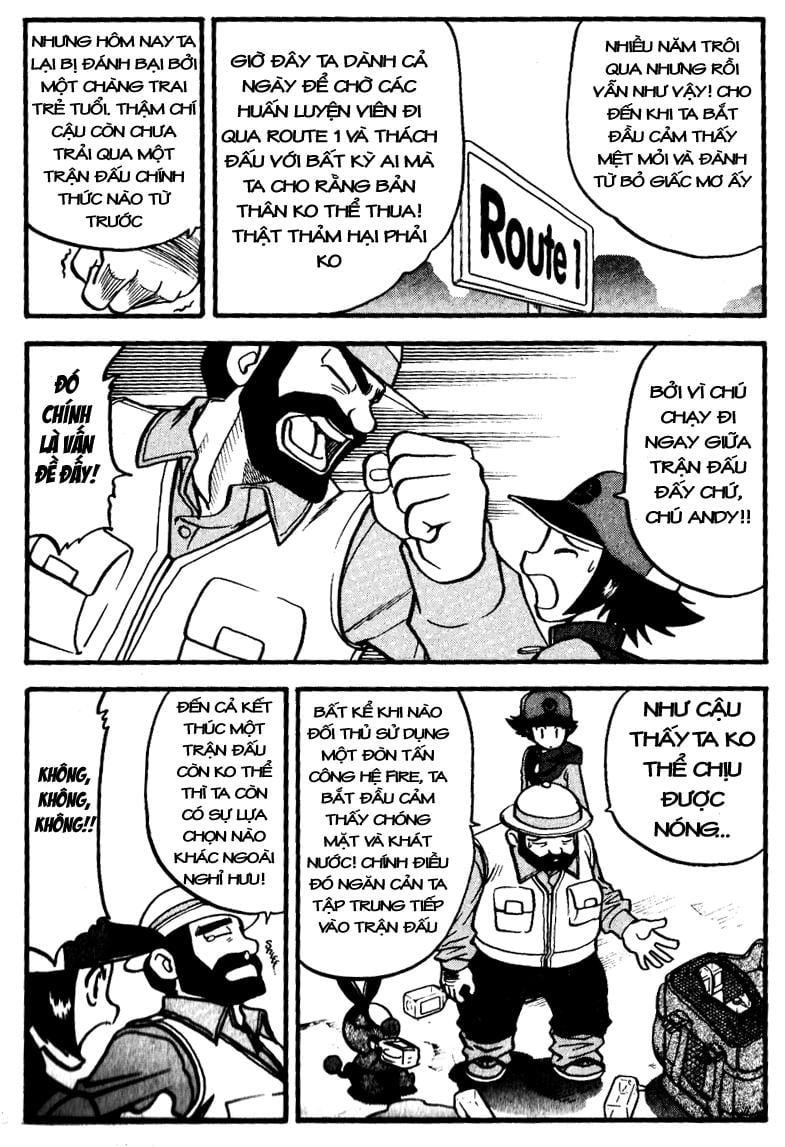 NHIỀU NĂM TRÔI
QUA NHƯNG RỒI
VẪN NHƯ VẬY! CHO
ĐẾN KHI TA BẮT
ĐẦU CẢM THẤY
MỆT MỎI VÀ ĐÀNH
TỪ BỎ GIẤC MƠ ẤY
Route 1
GIỜ ĐÂY TA DÀNH CẢ
NGÀY ĐỂ CHỜ CÁC
HUẤN LUYỆN VIÊN ĐI
QUA ROUTE 1 VÀ THÁCH
ĐẤU VỚI BẤT KỲ AI MÀ
TA CHO RẰNG BẢN
THÂN KO THỂ THUA!
THẬT THẢM HẠI PHẢI
KO
NHƯNG HÔM NAY TA
LẠI BỊ ĐÁNH BẠI BỞI
MỘT CHÀNG TRAI
TRẺ TUỔI. THẬM CHÍ
CẬU CÒN CHƯA
TRẢI QUA MỘT
TRẬN ĐẤU CHÍNH
THỨC NÀO TỪ
TRƯỚC
BỞI VÌ CHÚ
CHẠY ĐI
NGAY GIỮA
TRẬN ĐẤU
ĐẤY CHỨ,
CHÚ ANDY!!
ĐÓ
CHÍNH
LÀ VẤN
ĐỀ ĐẤY!
NHƯ CẬU
THẤY TA KO
THỂ CHỊU
ĐƯỢC
NÓNG...
BẤT KỂ KHI NÀO
ĐỐI THỦ SỬ DỤNG
MỘT ĐÒN TẤN
CÔNG HỆ FIRE, TA
BẮT ĐẦU CẢM
THẤY CHÓNG
MẶT VÀ KHÁT
NƯỚC! CHÍNH ĐIỀU
ĐÓ NGĂN CẢN TA
TẬP TRUNG TIẾP
VÀO TRẬN ĐẤU
ĐẾN CẢ KẾT
THÚC MỘT
TRẬN ĐẤU
CÒN KO THỂ
THÌ TA CÒN
CÓ SỰ LỰA
CHỌN NÀO
KHÁC NGOÀI
NGHỈ HƯU!
KHÔNG,
KHÔNG,
KHÔNG!!